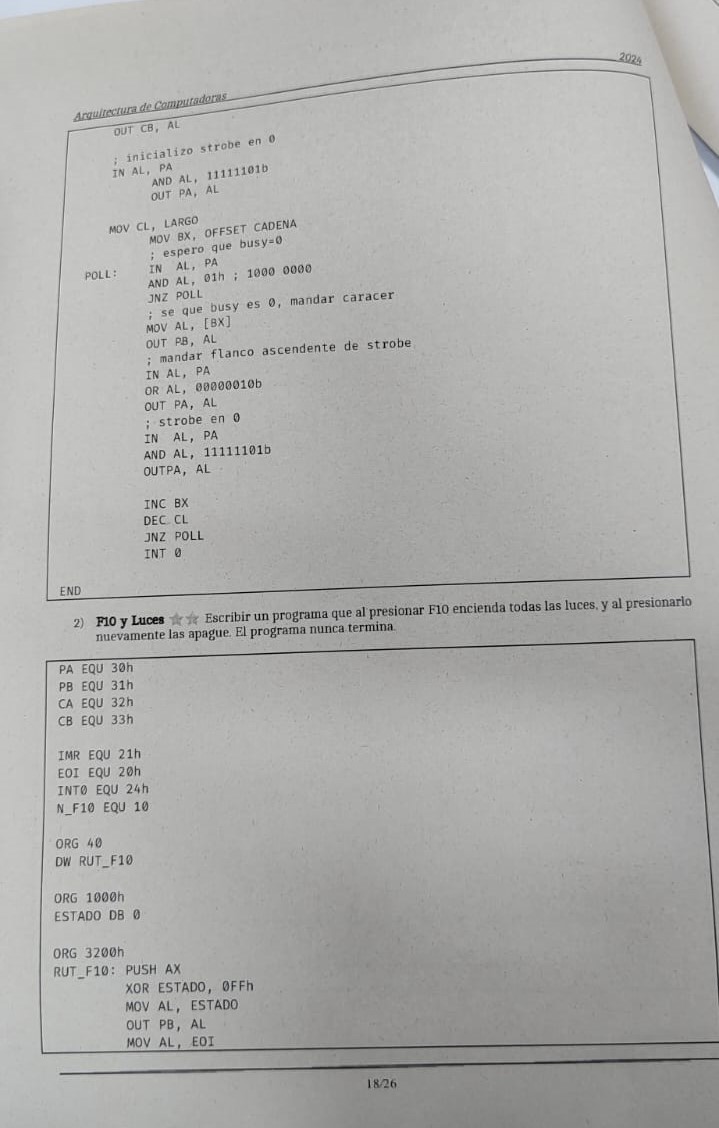 2024
Arquitectura de Computadoras
OUT CB, AL
; inicializo strobe en 0
IN AL, PA
AND AL, 11111101b
OUT PA, AL
MOV CL, LARGO
MOV BX, OFFSET CADENA
; espero que busy=0
POLL: IN AL, PA
AND AL, 01h ; 1000 0000
JNZ POLL
; se que busy es 0, mandar caracer
MOV AL, [BX]
OUT PB, AL
; mandar flanco ascendente de strobe
IN AL, PA
OR AL, 00000010b
OUT PA, AL
; strobe en 0
IN AL, PA
AND AL, 11111101b
OUTPA, AL
INC BX
DEC CL
JNZ POLL
INT 0
END
2) F10 y Luces ☆☆ Escribir un programa que al presionar F10 encienda todas las luces, y al presionarlo
nuevamente las apague. El programa nunca termina.
PA EQU 30h
PB EQU 31h
CA EQU 32h
CB EQU 33h
IMR EQU 21h
EOI EQU 20h
INT0 EQU 24h
N_F10 EQU 10
ORG 40
DW RUT_F10
ORG 1000h
ESTADO DB 0
ORG 3200h
RUT_F10: PUSH AX
XOR ESTADO, 0FFh
MOV AL, ESTADO
OUT PB, AL
MOV AL, EOI
18/26